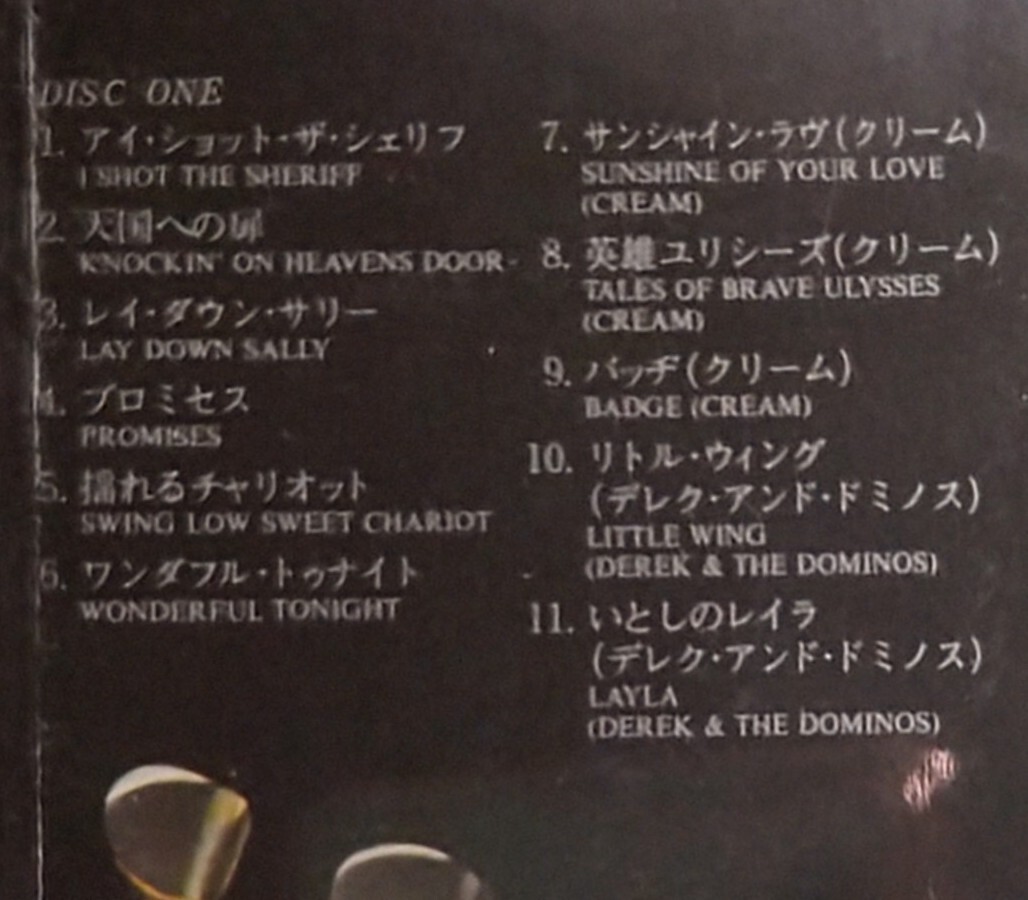 DISC ONE
1. アイ・ショット・ザ・シェリフ
I SHOT THE SHERIFF
2. 天国への扉
KNOCKIN' ON HEAVENS DOOR
3. レイ・ダウン・サリー
LAY DOWN SALLY
4. プロミセス
PROMISES
5. 揺れるチャリオット
SWING LOW SWEET CHARIOT
6. ワンダフル・トゥナイト
WONDERFUL TONIGHT
7. サンシャイン・ラヴ(クリーム)
SUNSHINE OF YOUR LOVE
(CREAM)
8. 英雄ユリシーズ(クリーム)
TALES OF BRAVE ULYSSES
(CREAM)
9. バッヂ(クリーム)
BADGE (CREAM)
10. リトル・ウィング
(デレク・アンド・ドミノス)
LITTLE WING
(DEREK & THE DOMINOS)
11. いとしのレイラ
(デレク・アンド・ドミノス)
LAYLA
(DEREK & THE DOMINOS)